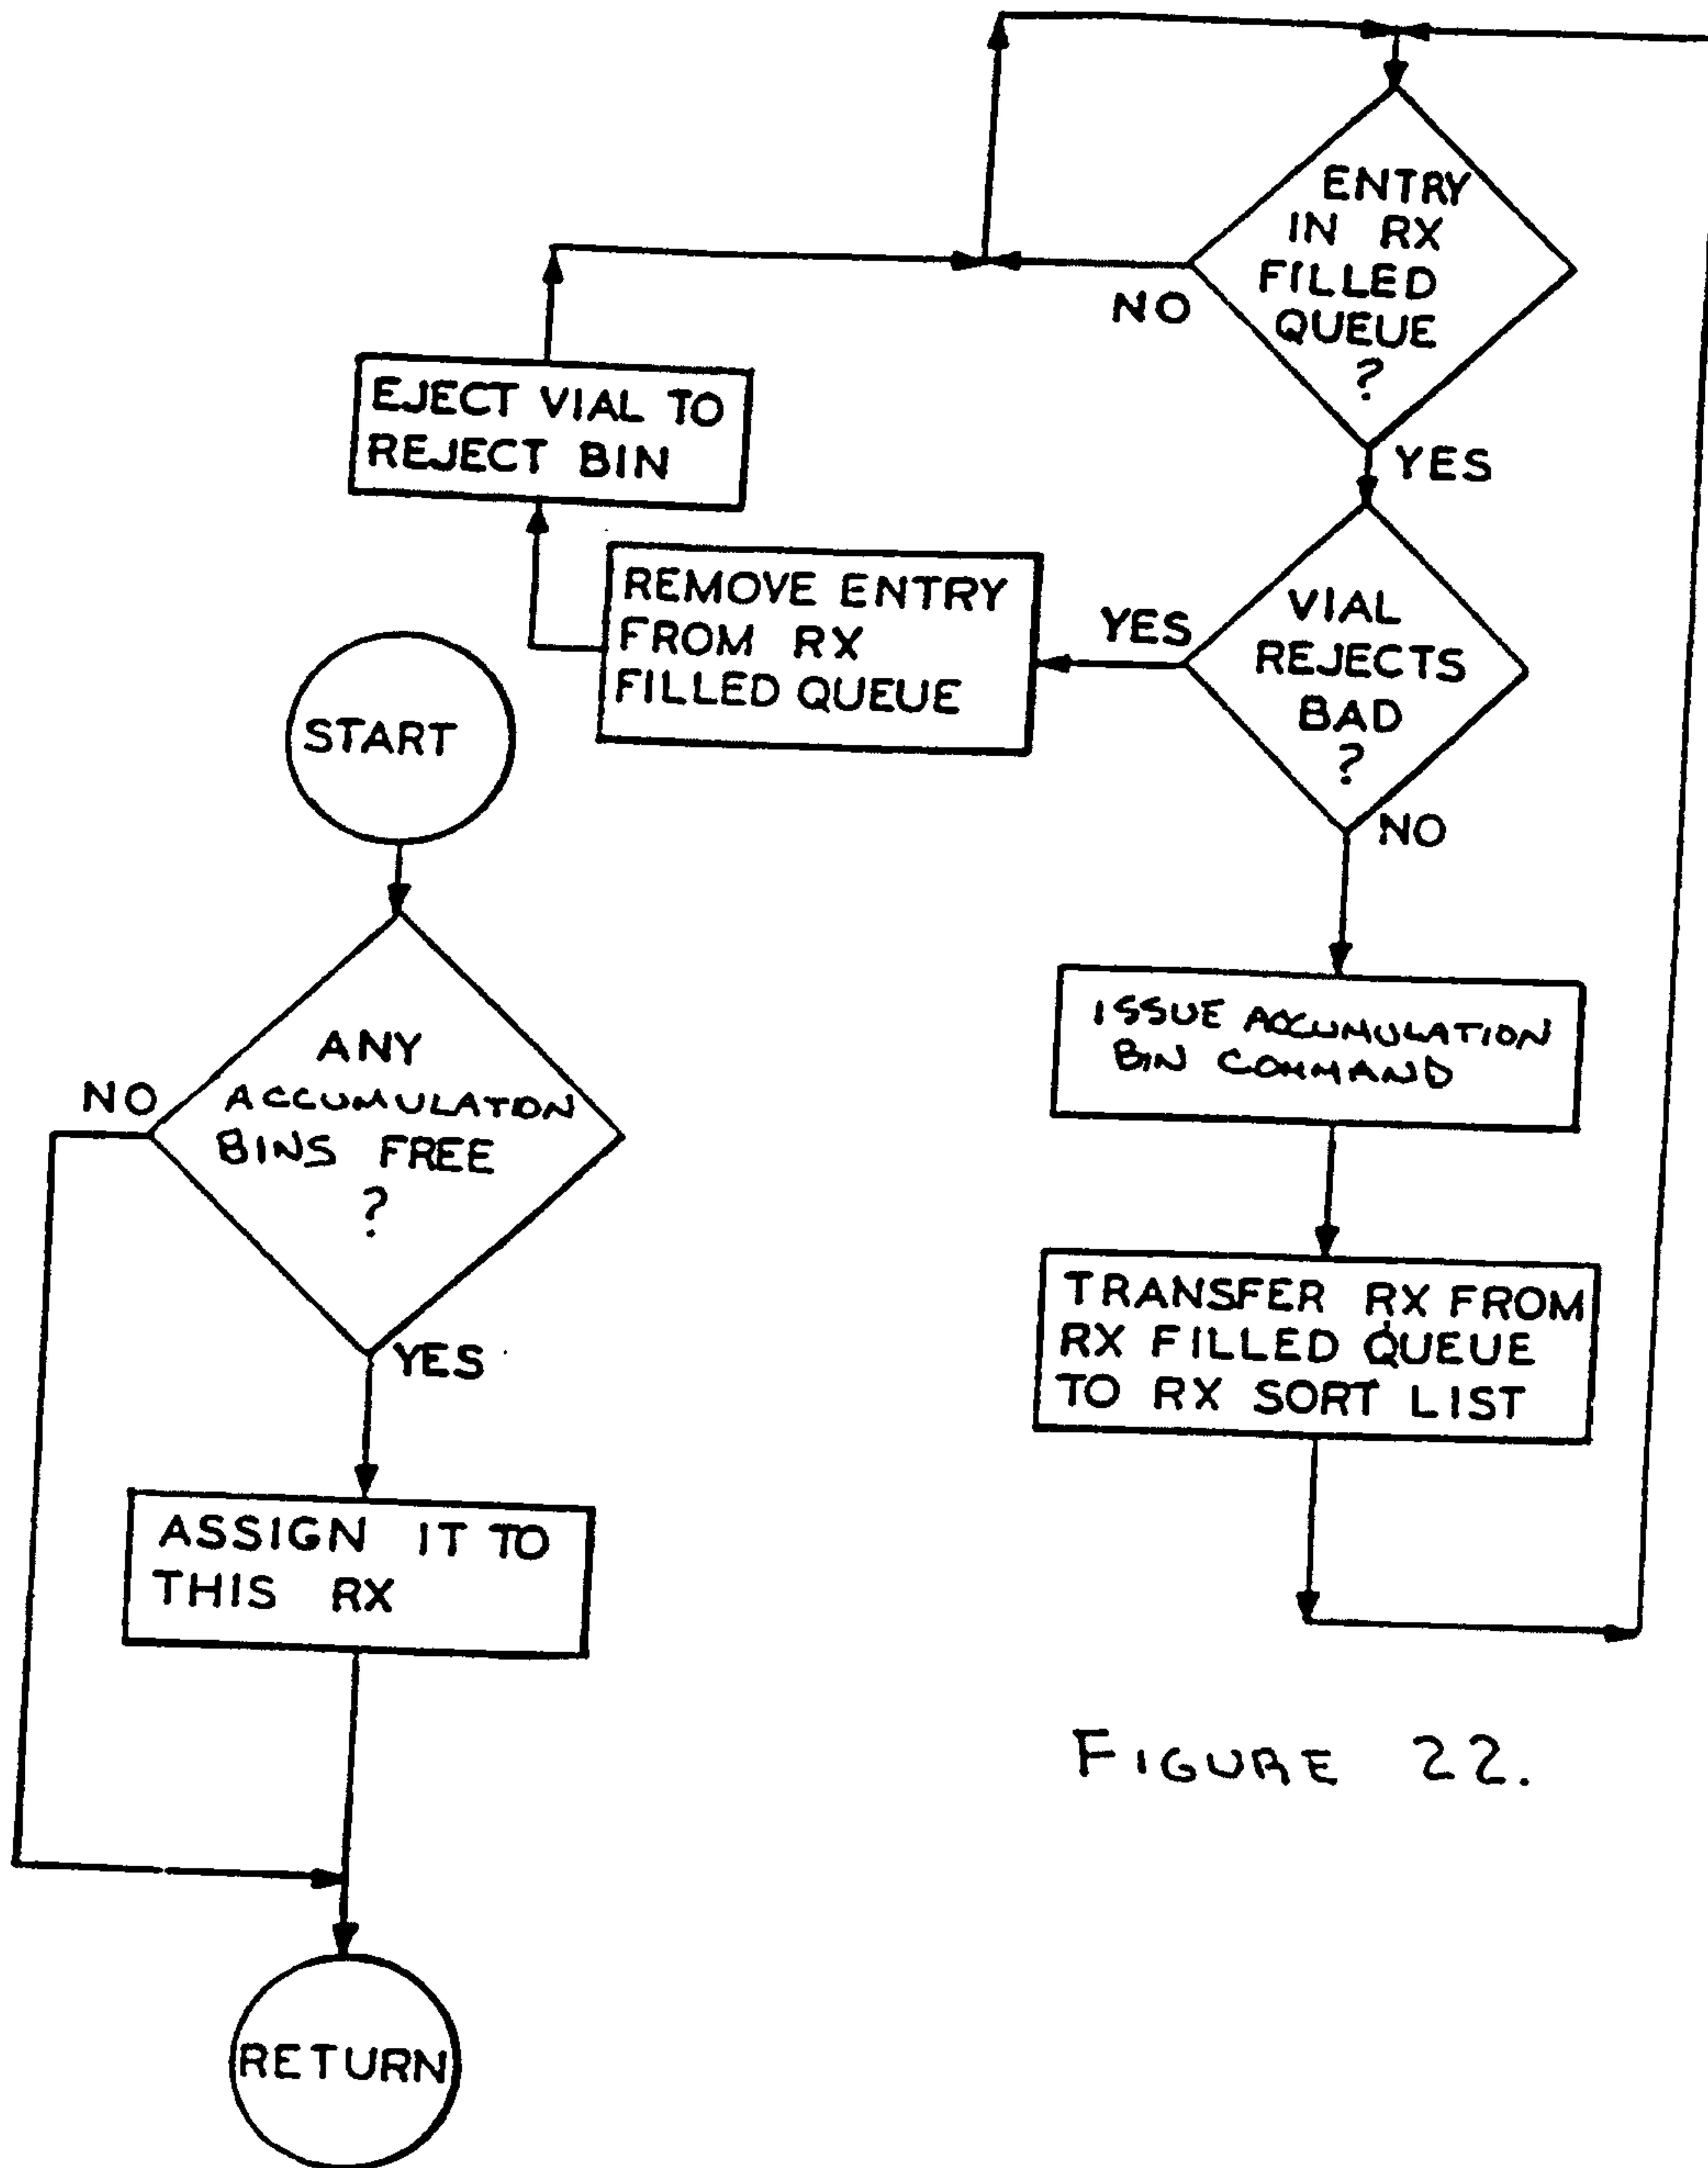 ENTRY
IN RX
FILLED
QUEUE
?
NO
YES
EJECT VIAL TO
REJECT BIN
REMOVE ENTRY
FROM RX
FILLED QUEUE
YES
VIAL
REJECTS
BAD
?
NO
ISSUE ACCUMULATION
BIN COMMAND
TRANSFER RX FROM
RX FILLED QUEUE
TO RX SORT LIST
START
ANY
ACCUMULATION
BINS FREE
?
NO
YES
ASSIGN IT TO
THIS RX
RETURN
FIGURE 22.